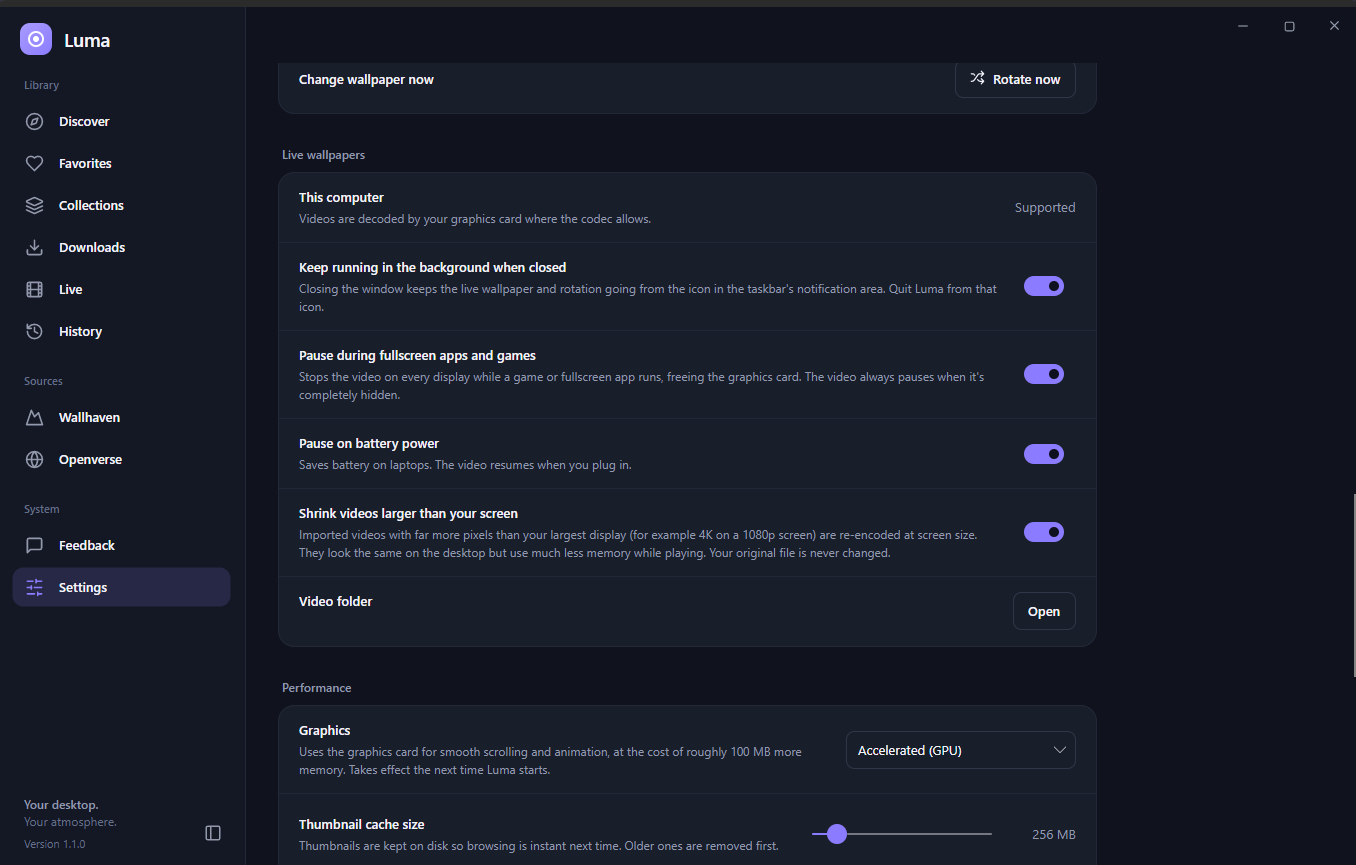 Luma
Library
Discover
Favorites
Collections
Downloads
Live
History
Sources
Wallhaven
Openverse
System
Feedback
Settings
Your desktop.
Your atmosphere.
Version 1.1.0
Change wallpaper now
Rotate now
Live wallpapers
This computer
Videos are decoded by your graphics card where the codec allows.
Supported
Keep running in the background when closed
Closing the window keeps the live wallpaper and rotation going from the icon in the taskbar's notification area. Quit Luma from that
icon.
Pause during fullscreen apps and games
Stops the video on every display while a game or fullscreen app runs, freeing the graphics card. The video always pauses when it's
completely hidden.
Pause on battery power
Saves battery on laptops. The video resumes when you plug in.
Shrink videos larger than your screen
Imported videos with far more pixels than your largest display (for example 4K on a 1080p screen) are re-encoded at screen size.
They look the same on the desktop but use much less memory while playing. Your original file is never changed.
Video folder
Open
Performance
Graphics
Uses the graphics card for smooth scrolling and animation, at the cost of roughly 100 MB more
memory. Takes effect the next time Luma starts.
Accelerated (GPU)
Thumbnail cache size
Thumbnails are kept on disk so browsing is instant next time. Older ones are removed first.
256 MB